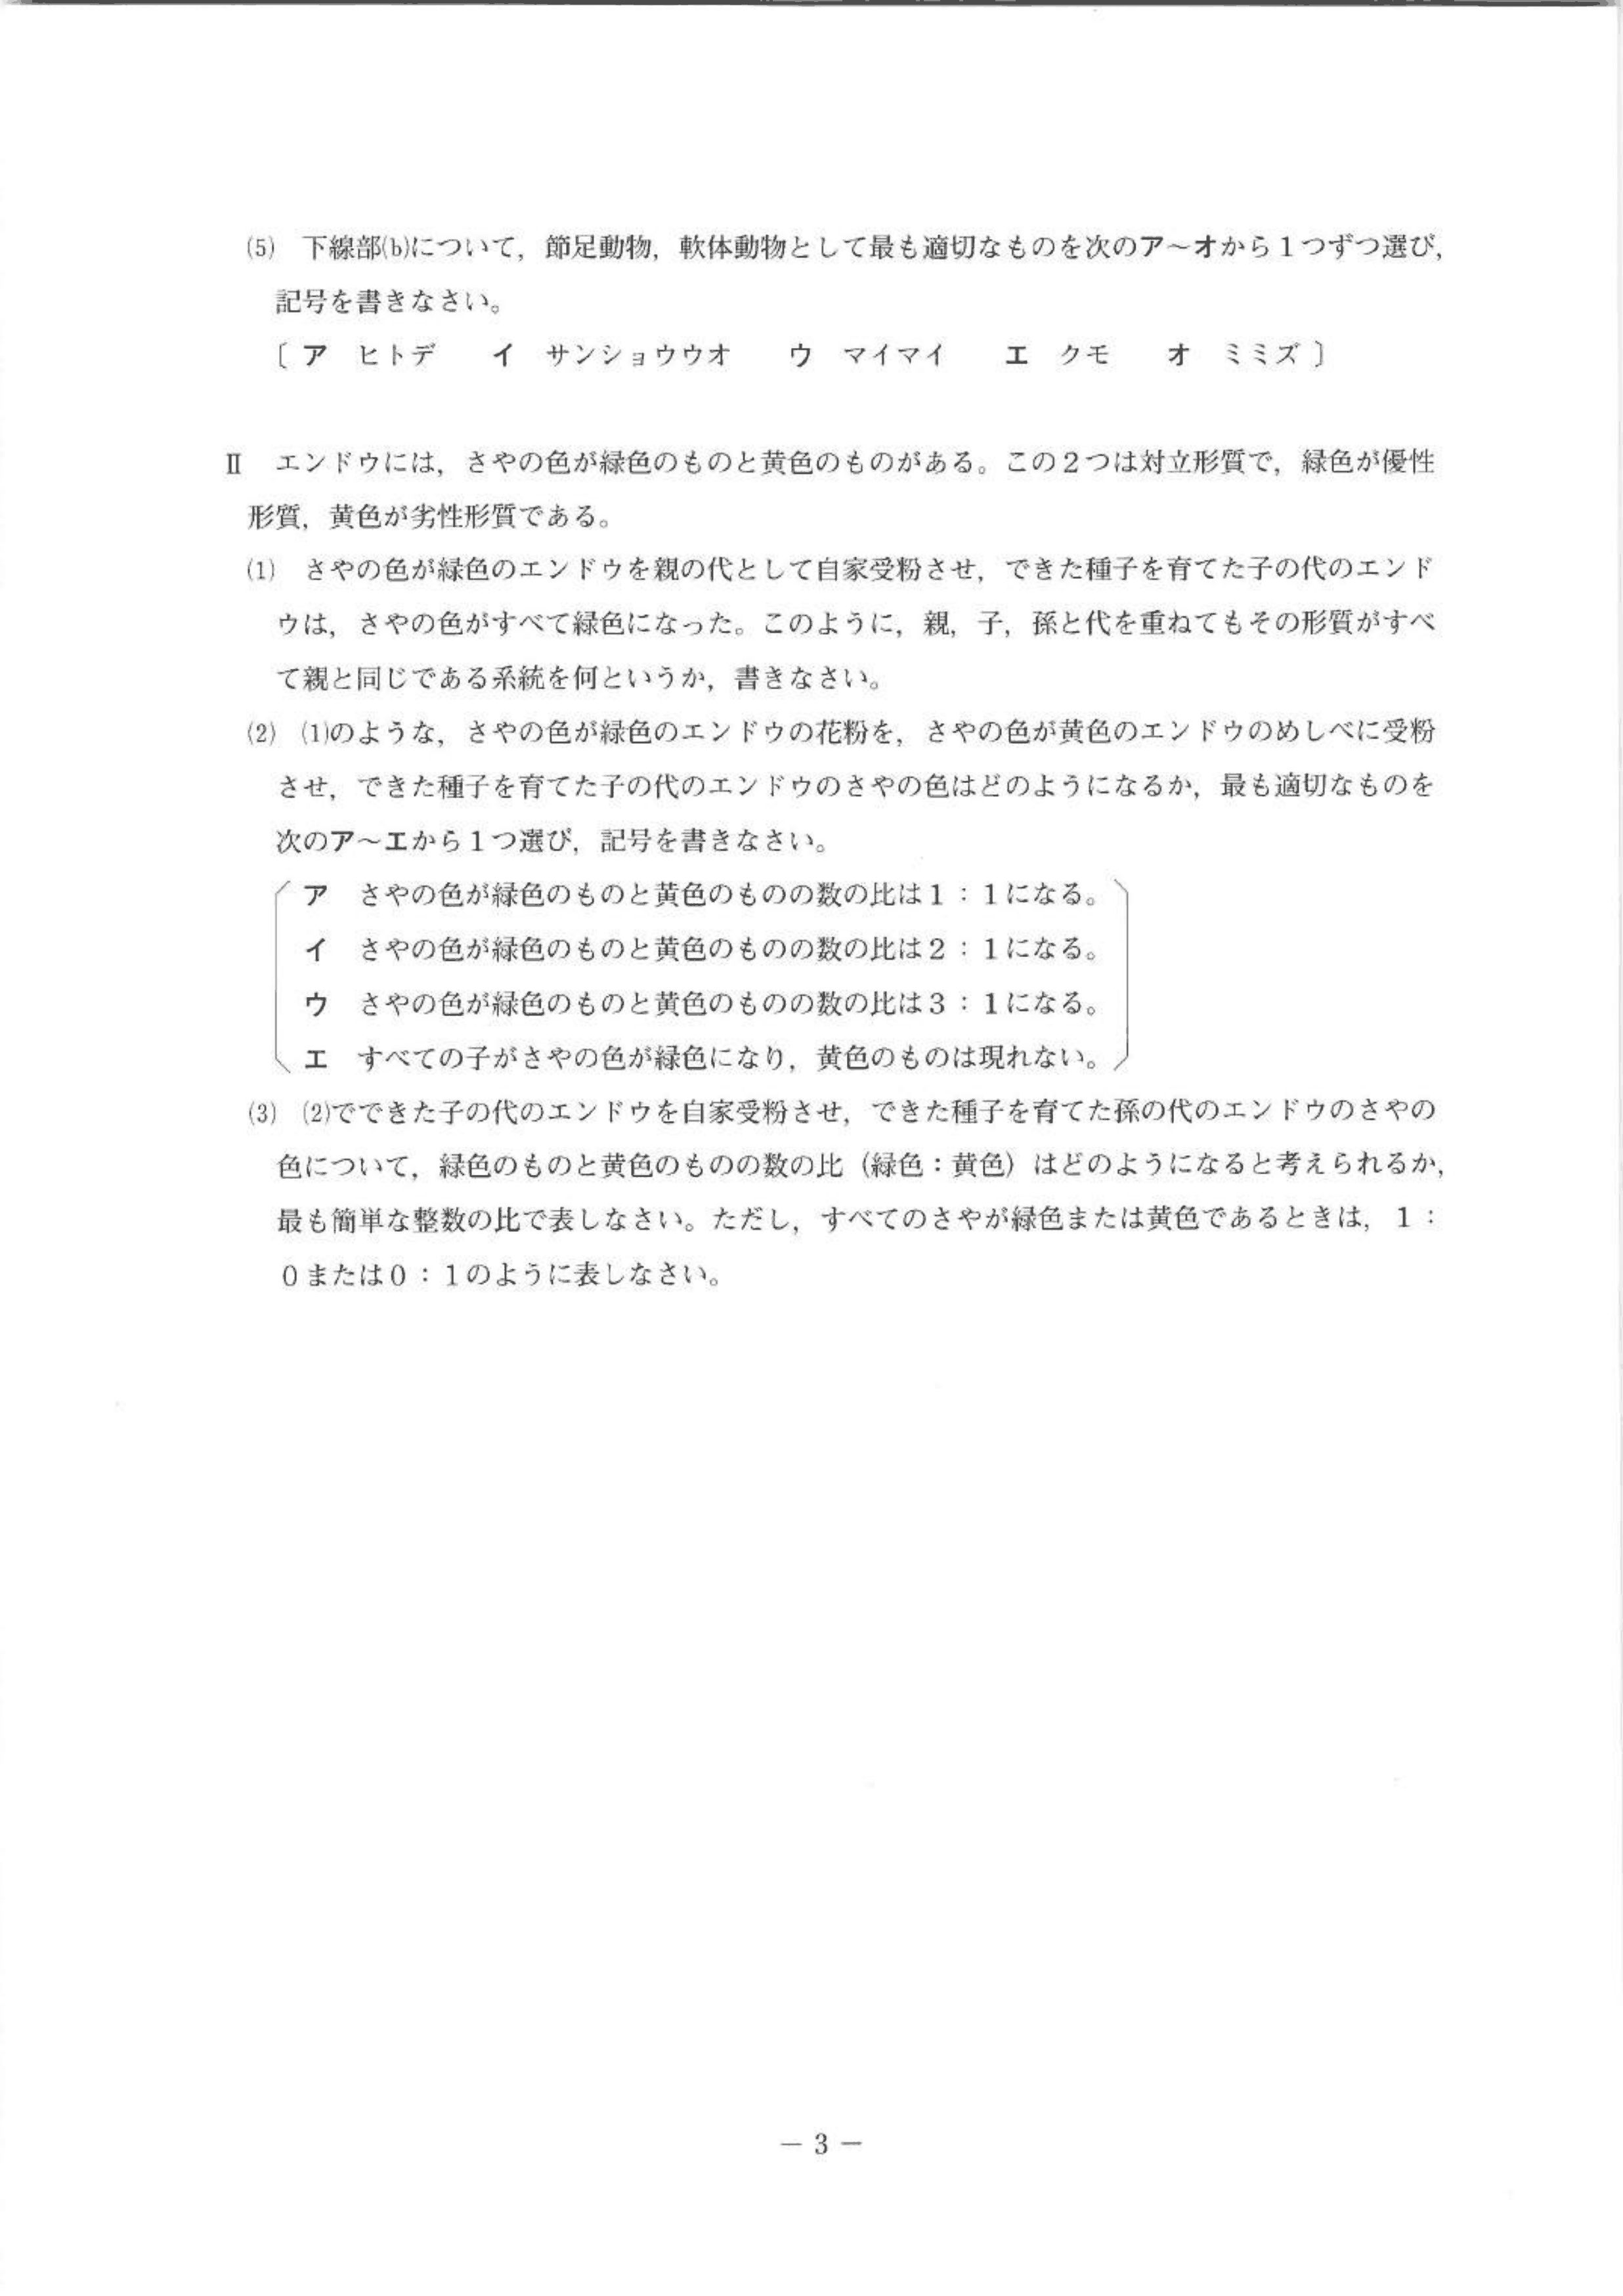 (5)　下線部(b)について，節足動物，軟体動物として最も適切なものを次のア～オから１つずつ選び，
記号を書きなさい。
〔 ア　ヒトデ　　イ　サンショウウオ　　ウ　マイマイ　　エ　クモ　　オ　ミミズ 〕
Ⅱ　エンドウには，さやの色が緑色のものと黄色のものがある。この２つは対立形質で，緑色が優性
形質，黄色が劣性形質である。
(1)　さやの色が緑色のエンドウを親の代として自家受粉させ，できた種子を育てた子の代のエンド
ウは，さやの色がすべて緑色になった。このように，親，子，孫と代を重ねてもその形質がすべ
て親と同じである系統を何というか，書きなさい。
(2)　(1)のような，さやの色が緑色のエンドウの花粉を，さやの色が黄色のエンドウのめしべに受粉
させ，できた種子を育てた子の代のエンドウのさやの色はどのようになるか，最も適切なものを
次のア～エから１つ選び，記号を書きなさい。
ア　さやの色が緑色のものと黄色のものの数の比は１：１になる。
イ　さやの色が緑色のものと黄色のものの数の比は２：１になる。
ウ　さやの色が緑色のものと黄色のものの数の比は３：１になる。
エ　すべての子がさやの色が緑色になり，黄色のものは現れない。
(3)　(2)でできた子の代のエンドウを自家受粉させ，できた種子を育てた孫の代のエンドウのさやの
色について，緑色のものと黄色のものの数の比（緑色：黄色）はどのようになると考えられるか，
最も簡単な整数の比で表しなさい。ただし，すべてのさやが緑色または黄色であるときは，１：
０または０：１のように表しなさい。
－ 3 －